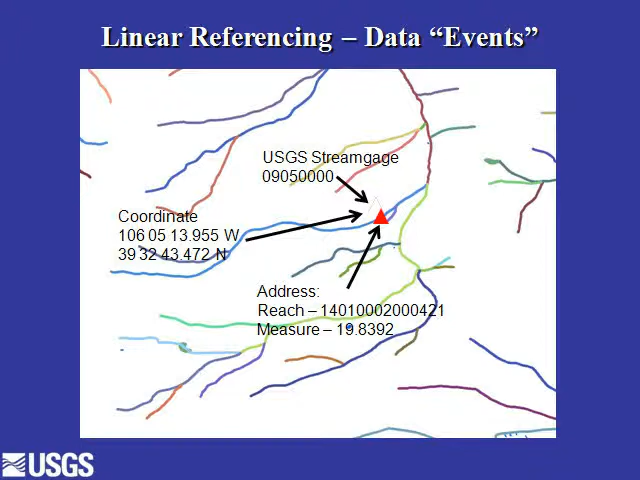 Linear Referencing – Data “Events”
USGS Streamgage
09050000
Coordinate
106 05 13.955 W
39 32 43.472 N
Address:
Reach – 14010002000421
Measure – 19.8392
USGS